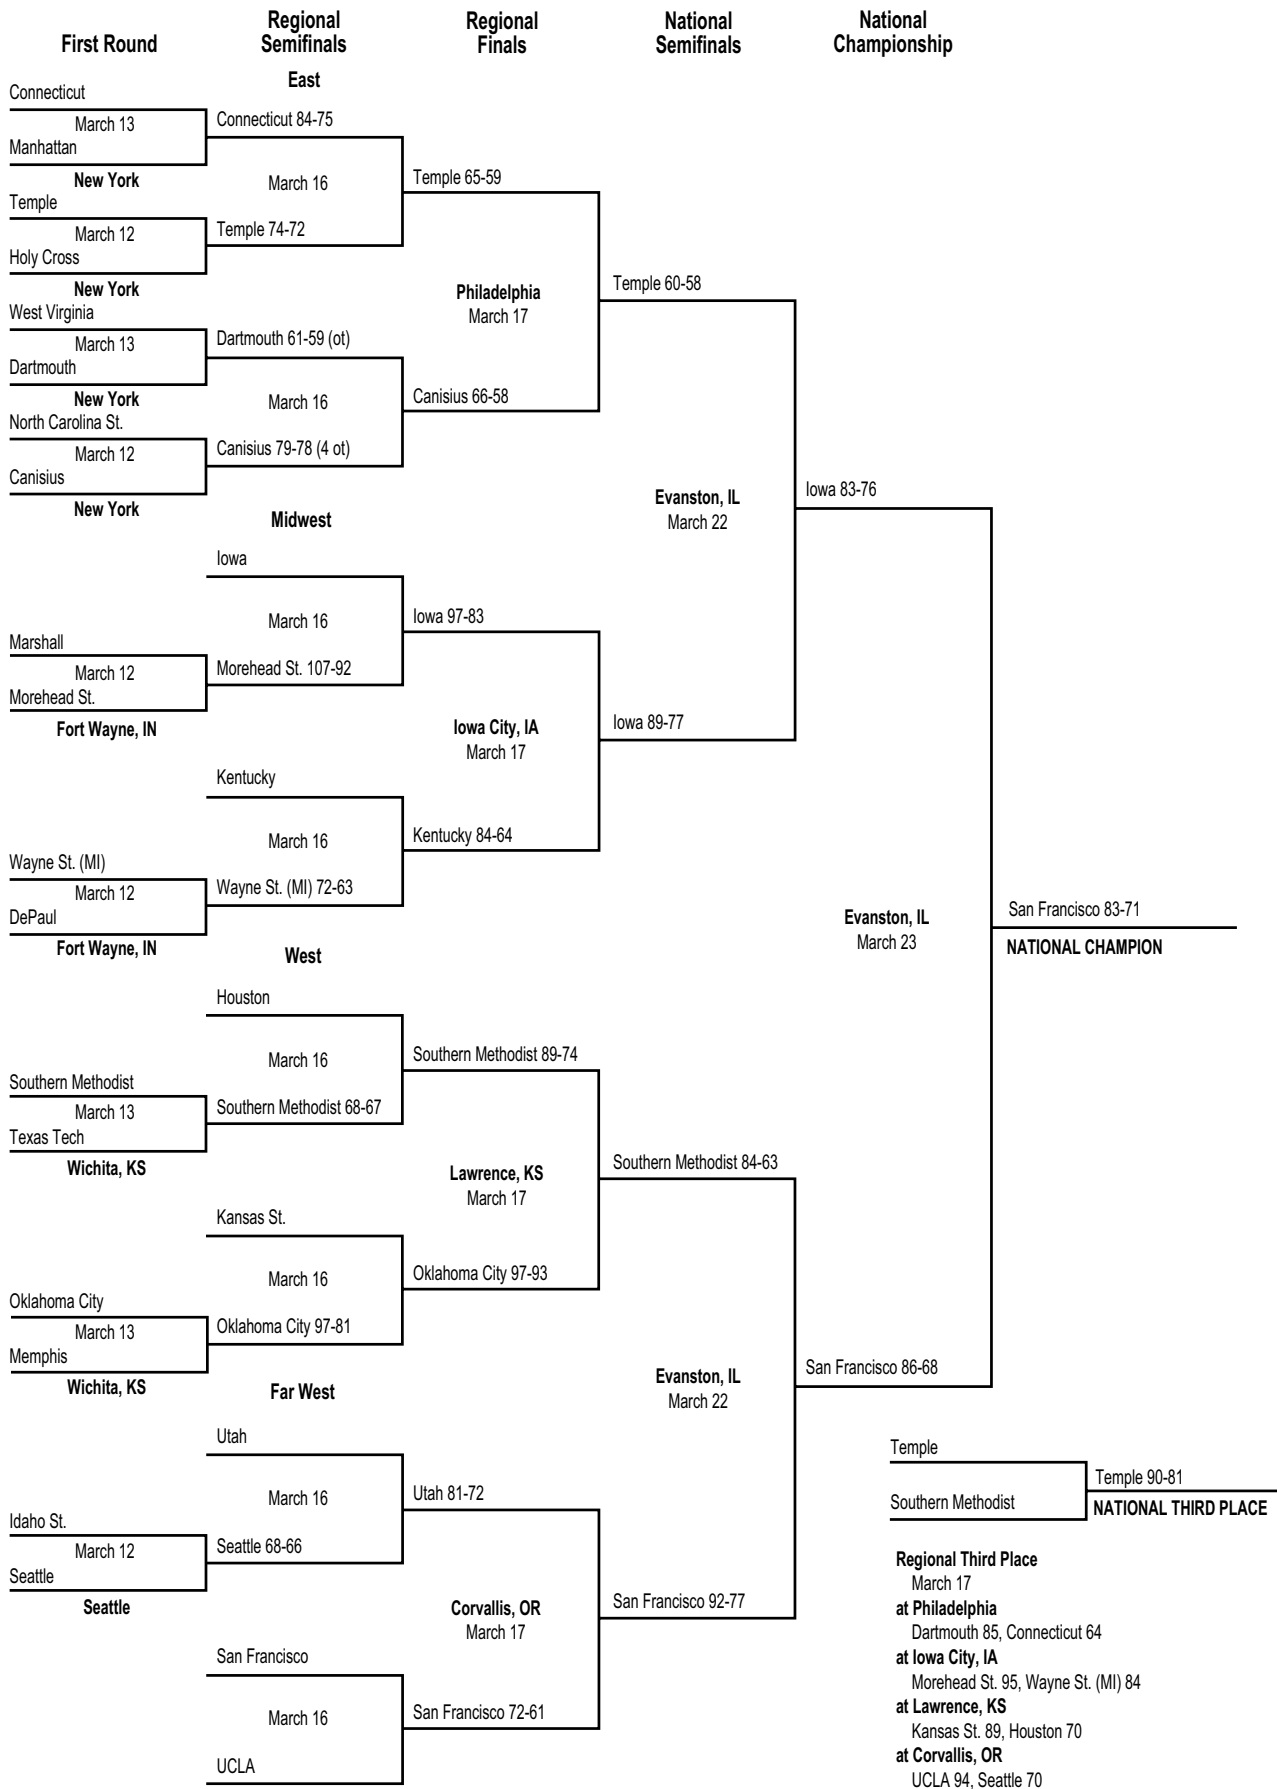 First Round
Regional
Semifinals
Regional
Finals
National
Semifinals
National
Championship
East
Connecticut
March 13
Manhattan
New York
Temple
March 12
Holy Cross
New York
West Virginia
March 13
Dartmouth
New York
North Carolina St.
March 12
Canisius
New York
Connecticut 84-75
March 16
Temple 74-72
Dartmouth 61-59 (ot)
March 16
Canisius 79-78 (4 ot)
Temple 65-59
Philadelphia
March 17
Canisius 66-58
Temple 60-58
Midwest
Marshall
March 12
Morehead St.
Fort Wayne, IN
Wayne St. (MI)
March 12
DePaul
Fort Wayne, IN
Iowa
March 16
Morehead St. 107-92
Kentucky
March 16
Wayne St. (MI) 72-63
Iowa 97-83
Iowa City, IA
March 17
Kentucky 84-64
Iowa 89-77
Evanston, IL
March 22
Iowa 83-76
West
Southern Methodist
March 13
Texas Tech
Wichita, KS
Oklahoma City
March 13
Memphis
Wichita, KS
Houston
March 16
Southern Methodist 68-67
Kansas St.
March 16
Oklahoma City 97-81
Southern Methodist 89-74
Lawrence, KS
March 17
Oklahoma City 97-93
Southern Methodist 84-63
Far West
Idaho St.
March 12
Seattle
Seattle
Utah
March 16
Seattle 68-66
San Francisco
March 16
UCLA
Utah 81-72
Corvallis, OR
March 17
San Francisco 72-61
San Francisco 92-77
Evanston, IL
March 22
San Francisco 86-68
Evanston, IL
March 23
San Francisco 83-71
NATIONAL CHAMPION
Temple
Southern Methodist
Temple 90-81
NATIONAL THIRD PLACE
Regional Third Place
March 17
at Philadelphia
Dartmouth 85, Connecticut 64
at Iowa City, IA
Morehead St. 95, Wayne St. (MI) 84
at Lawrence, KS
Kansas St. 89, Houston 70
at Corvallis, OR
UCLA 94, Seattle 70